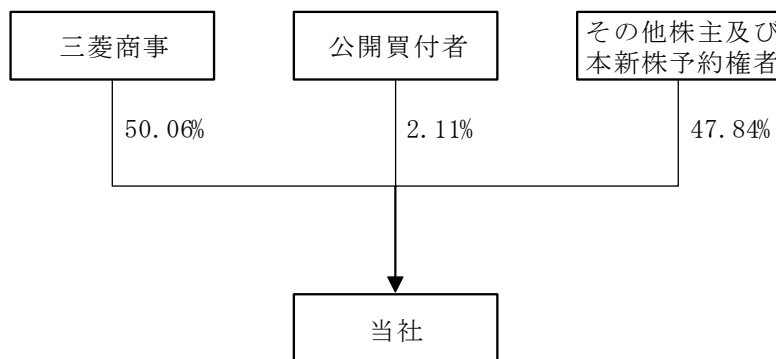 三菱商事
公開買付者
その他株主及び
本新株予約権者
50.06%
2.11%
47.84%
当社